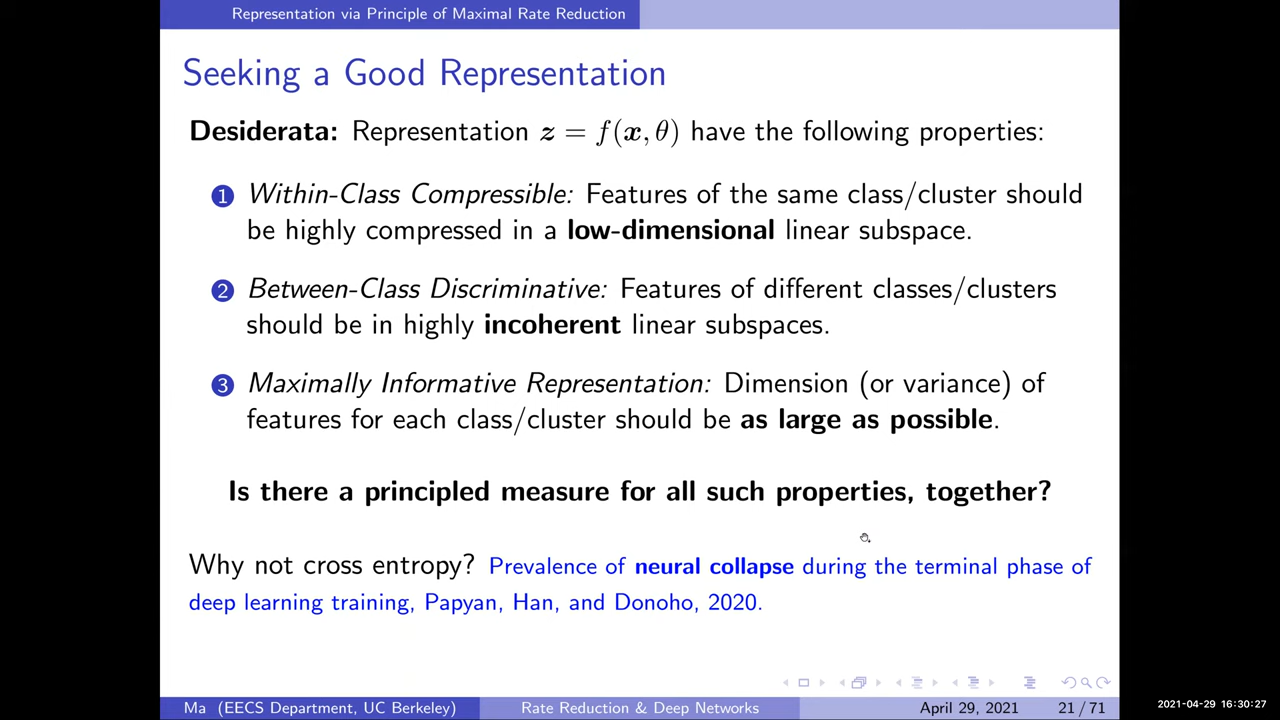 Representation via Principle of Maximal Rate Reduction
Seeking a Good Representation
Desiderata: Representation z = f(x, θ) have the following properties:
1 Within-Class Compressible: Features of the same class/cluster should
be highly compressed in a low-dimensional linear subspace.
2 Between-Class Discriminative: Features of different classes/clusters
should be in highly incoherent linear subspaces.
3 Maximally Informative Representation: Dimension (or variance) of
features for each class/cluster should be as large as possible.
Is there a principled measure for all such properties, together?
Why not cross entropy? Prevalence of neural collapse during the terminal phase of
deep learning training, Papyan, Han, and Donoho, 2020.
Ma (EECS Department, UC Berkeley) Rate Reduction & Deep Networks April 29, 2021 21 / 71
2021-04-29 16:30:27